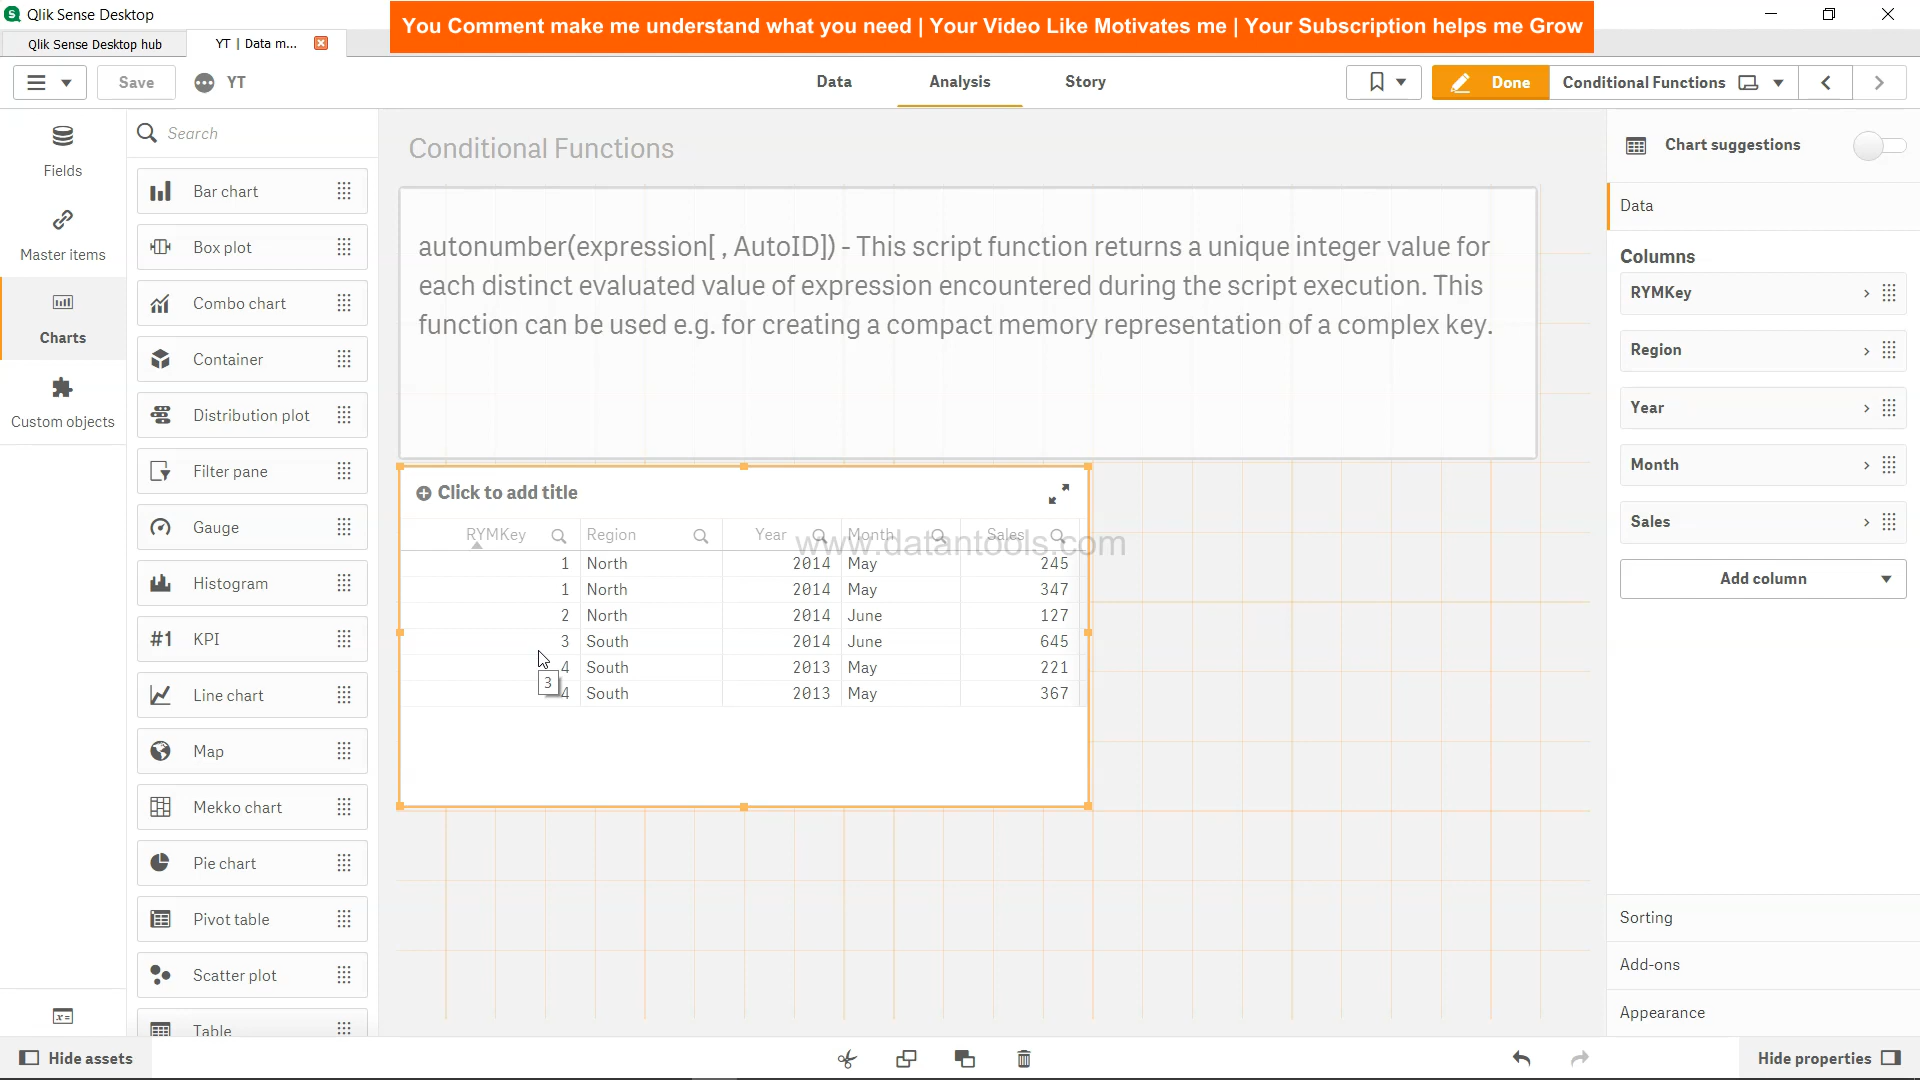 Qlik Sense Desktop
You Comment make me understand what you need | Your Video Like Motivates me | Your Subscription helps me Grow
Qlik Sense Desktop hub
YT | Data m...
Save
YT
Data
Analysis
Story
Done
Conditional Functions
Fields
Master items
Charts
Custom objects
Search
Bar chart
Box plot
Combo chart
Container
Distribution plot
Filter pane
Gauge
Histogram
#1 KPI
Line chart
Map
Mekko chart
Pie chart
Pivot table
Scatter plot
Table
Conditional Functions
autonumber(expression[ , AutoID]) - This script function returns a unique integer value for
each distinct evaluated value of expression encountered during the script execution. This
function can be used e.g. for creating a compact memory representation of a complex key.
Click to add title
RYMKey Region Year Month Sales
www.datantools.com
1 North 2014 May 245
1 North 2014 May 347
2 North 2014 June 127
3 South 2014 June 645
4 South 2013 May 221
4 South 2013 May 367
3
Chart suggestions
Data
Columns
RYMKey
Region
Year
Month
Sales
Add column
Sorting
Add-ons
Appearance
Hide assets
Hide properties